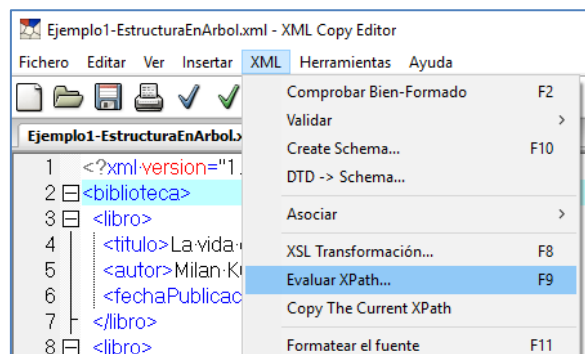 Ejemplo1-EstructuraEnArbol.xml - XML Copy Editor
Fichero Editar Ver Insertar XML Herramientas Ayuda
Comprobar Bien-Formado F2
Validar >
Create Schema... F10
DTD -> Schema...
Asociar >
XSL Transformación... F8
Evaluar XPath... F9
Copy The Current XPath
Formatear el fuente F11
Ejemplo1-EstructuraEnArbol.x
1 <?xml·version="1.
2 <biblioteca>
3 <libro>
4 <titulo>La·vida·
5 <autor>Milan·K
6 <fechaPublicac
7 </libro>
8 <libro>